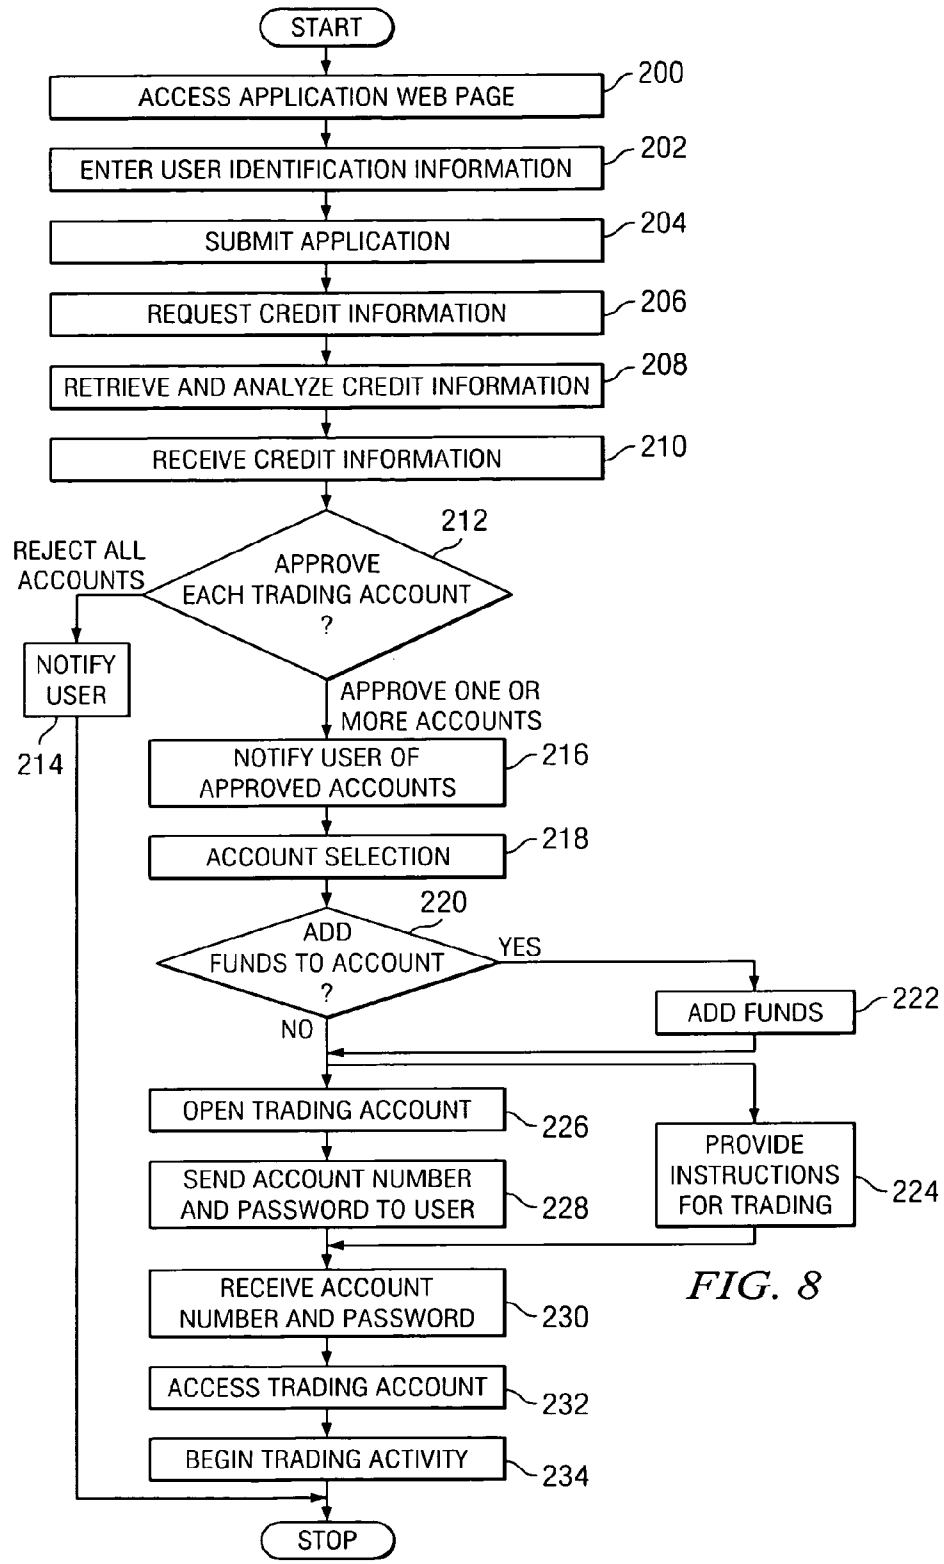 START
200
ACCESS APPLICATION WEB PAGE
202
ENTER USER IDENTIFICATION INFORMATION
204
SUBMIT APPLICATION
206
REQUEST CREDIT INFORMATION
208
RETRIEVE AND ANALYZE CREDIT INFORMATION
210
RECEIVE CREDIT INFORMATION
212
REJECT ALL
ACCOUNTS
APPROVE
EACH TRADING ACCOUNT
?
NOTIFY
USER
214
APPROVE ONE OR
MORE ACCOUNTS
NOTIFY USER OF
APPROVED ACCOUNTS
216
ACCOUNT SELECTION
218
220
ADD
FUNDS TO ACCOUNT
?
YES
NO
ADD FUNDS
222
OPEN TRADING ACCOUNT
226
PROVIDE
INSTRUCTIONS
FOR TRADING
224
SEND ACCOUNT NUMBER
AND PASSWORD TO USER
228
RECEIVE ACCOUNT
NUMBER AND PASSWORD
230
FIG. 8
ACCESS TRADING ACCOUNT
232
BEGIN TRADING ACTIVITY
234
STOP